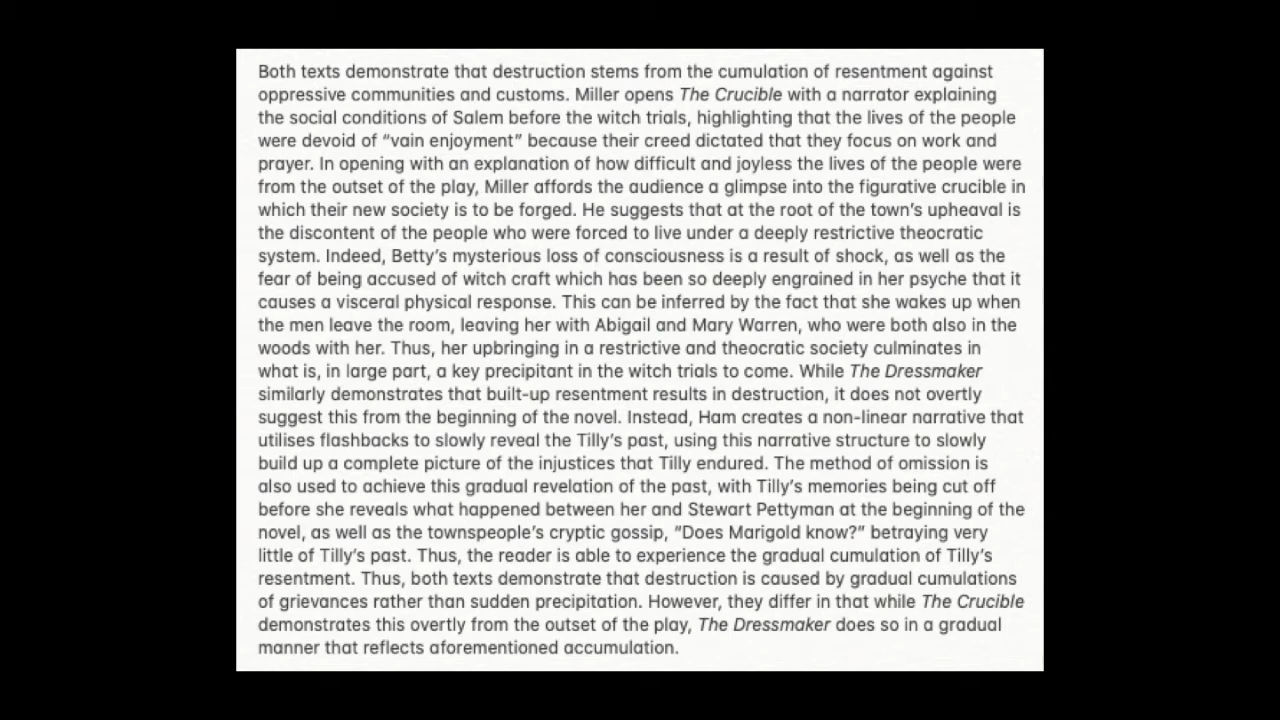 Both texts demonstrate that destruction stems from the cumulation of resentment against
oppressive communities and customs. Miller opens The Crucible with a narrator explaining
the social conditions of Salem before the witch trials, highlighting that the lives of the people
were devoid of “vain enjoyment” because their creed dictated that they focus on work and
prayer. In opening with an explanation of how difficult and joyless the lives of the people were
from the outset of the play, Miller affords the audience a glimpse into the figurative crucible in
which their new society is to be forged. He suggests that at the root of the town’s upheaval is
the discontent of the people who were forced to live under a deeply restrictive theocratic
system. Indeed, Betty’s mysterious loss of consciousness is a result of shock, as well as the
fear of being accused of witch craft which has been so deeply engrained in her psyche that it
causes a visceral physical response. This can be inferred by the fact that she wakes up when
the men leave the room, leaving her with Abigail and Mary Warren, who were both also in the
woods with her. Thus, her upbringing in a restrictive and theocratic society culminates in
what is, in large part, a key precipitant in the witch trials to come. While The Dressmaker
similarly demonstrates that built-up resentment results in destruction, it does not overtly
suggest this from the beginning of the novel. Instead, Ham creates a non-linear narrative that
utilises flashbacks to slowly reveal the Tilly’s past, using this narrative structure to slowly
build up a complete picture of the injustices that Tilly endured. The method of omission is
also used to achieve this gradual revelation of the past, with Tilly’s memories being cut off
before she reveals what happened between her and Stewart Pettyman at the beginning of the
novel, as well as the townspeople’s cryptic gossip, “Does Marigold know?” betraying very
little of Tilly’s past. Thus, the reader is able to experience the gradual cumulation of Tilly’s
resentment. Thus, both texts demonstrate that destruction is caused by gradual cumulations
of grievances rather than sudden precipitation. However, they differ in that while The Crucible
demonstrates this overtly from the outset of the play, The Dressmaker does so in a gradual
manner that reflects aforementioned accumulation.